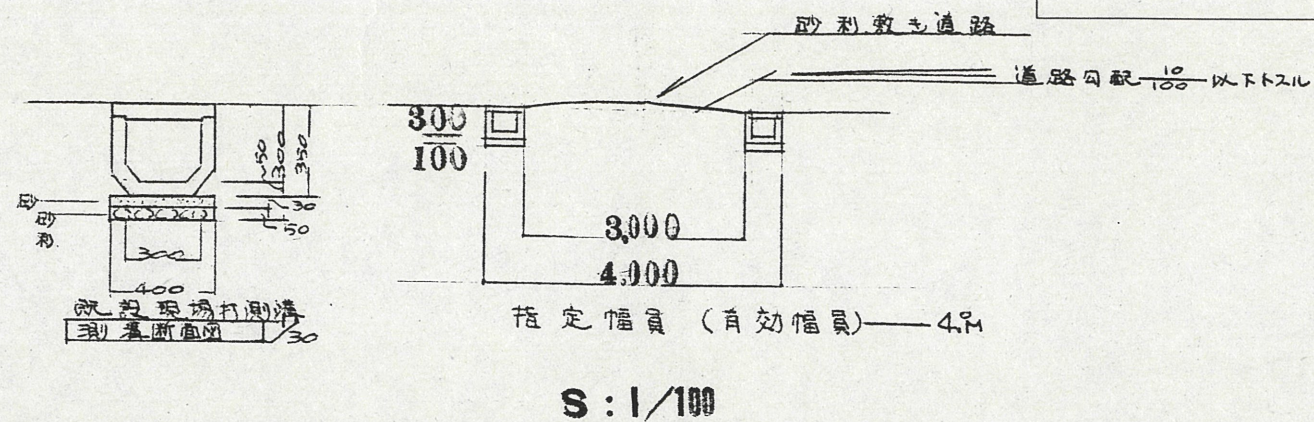 砂利敷き道路
道路勾配 10/100 以下トスル
300
100
50
300
350
砂
砂利
30
50
300
400
3,000
4,000
既設現場打側溝
側溝断面図 1/30
指定幅員 (有効幅員)——4.0M
S : 1/100